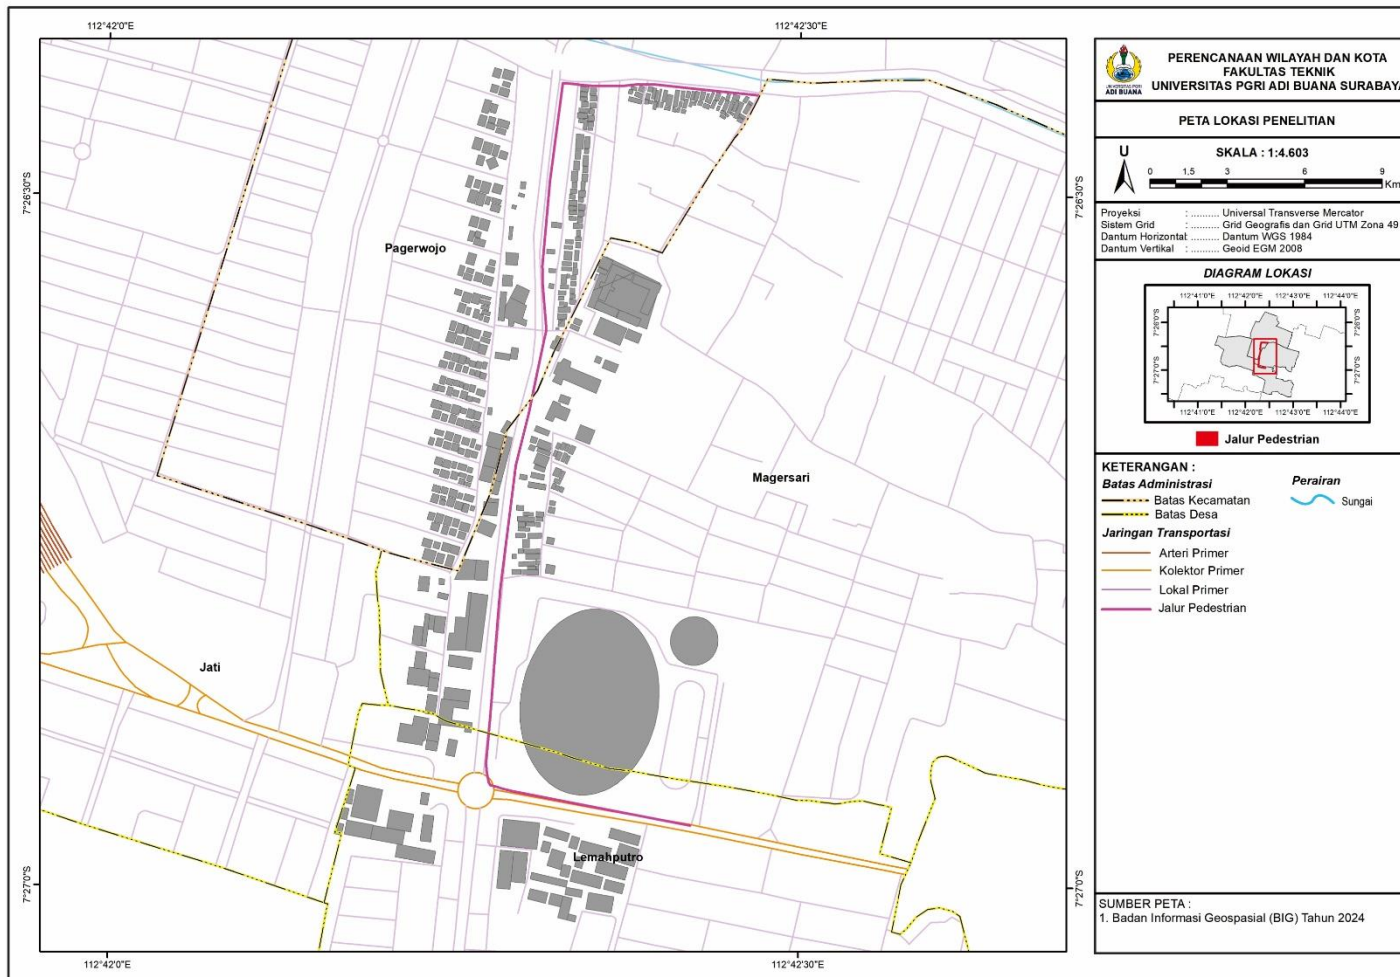 112°42'0"E
112°42'30"E
7°26'30"S
7°26'30"S
Pagerwojo
Magersari
Jati
Lemahputro
7°27'0"S
7°27'0"S
112°42'0"E
112°42'30"E
ADI BUANA
PERENCANAAN WILAYAH DAN KOTA
FAKULTAS TEKNIK
UNIVERSITAS PGRI ADI BUANA SURABAYA
PETA LOKASI PENELITIAN
U
SKALA : 1:4.603
0 1,5 3 6 9
Km
Proyeksi : ......... Universal Transverse Mercator
Sistem Grid : ......... Grid Geografis dan Grid UTM Zona 49
Dantum Horizontal : ......... Dantum WGS 1984
Dantum Vertikal : ......... Geoid EGM 2008
DIAGRAM LOKASI
112°41'0"E 112°42'0"E 112°43'0"E 112°44'0"E
7°26'0"S
7°26'0"S
7°27'0"S
7°27'0"S
112°41'0"E 112°42'0"E 112°43'0"E 112°44'0"E
Jalur Pedestrian
KETERANGAN :
Batas Administrasi
Batas Kecamatan
Batas Desa
Perairan
Sungai
Jaringan Transportasi
Arteri Primer
Kolektor Primer
Lokal Primer
Jalur Pedestrian
SUMBER PETA :
1. Badan Informasi Geospasial (BIG) Tahun 2024